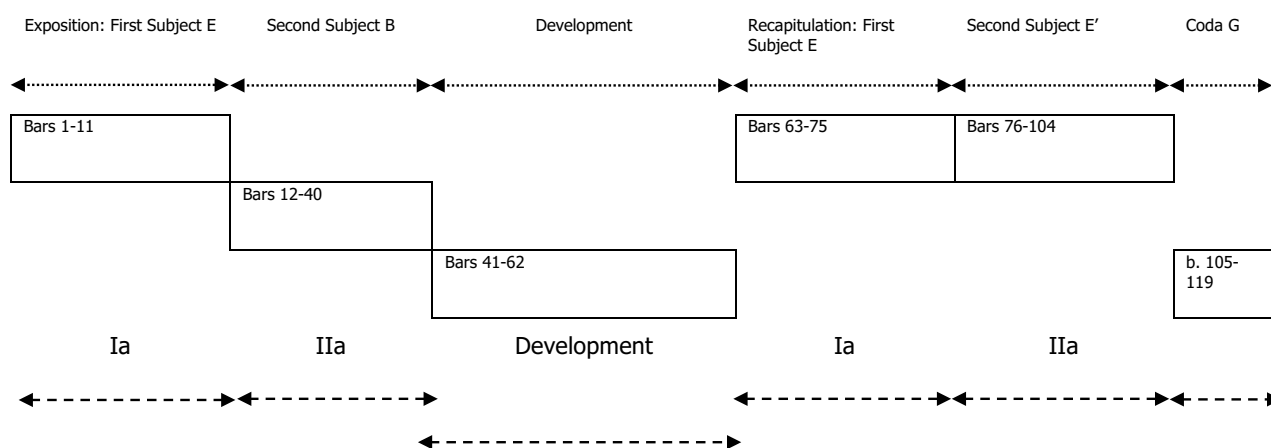 Exposition: First Subject E
Second Subject B
Development
Recapitulation: First
Subject E
Second Subject E’
Coda G
Bars 1-11
Bars 63-75
Bars 76-104
Bars 12-40
Bars 41-62
b. 105-
119
Ia
IIa
Development
Ia
IIa